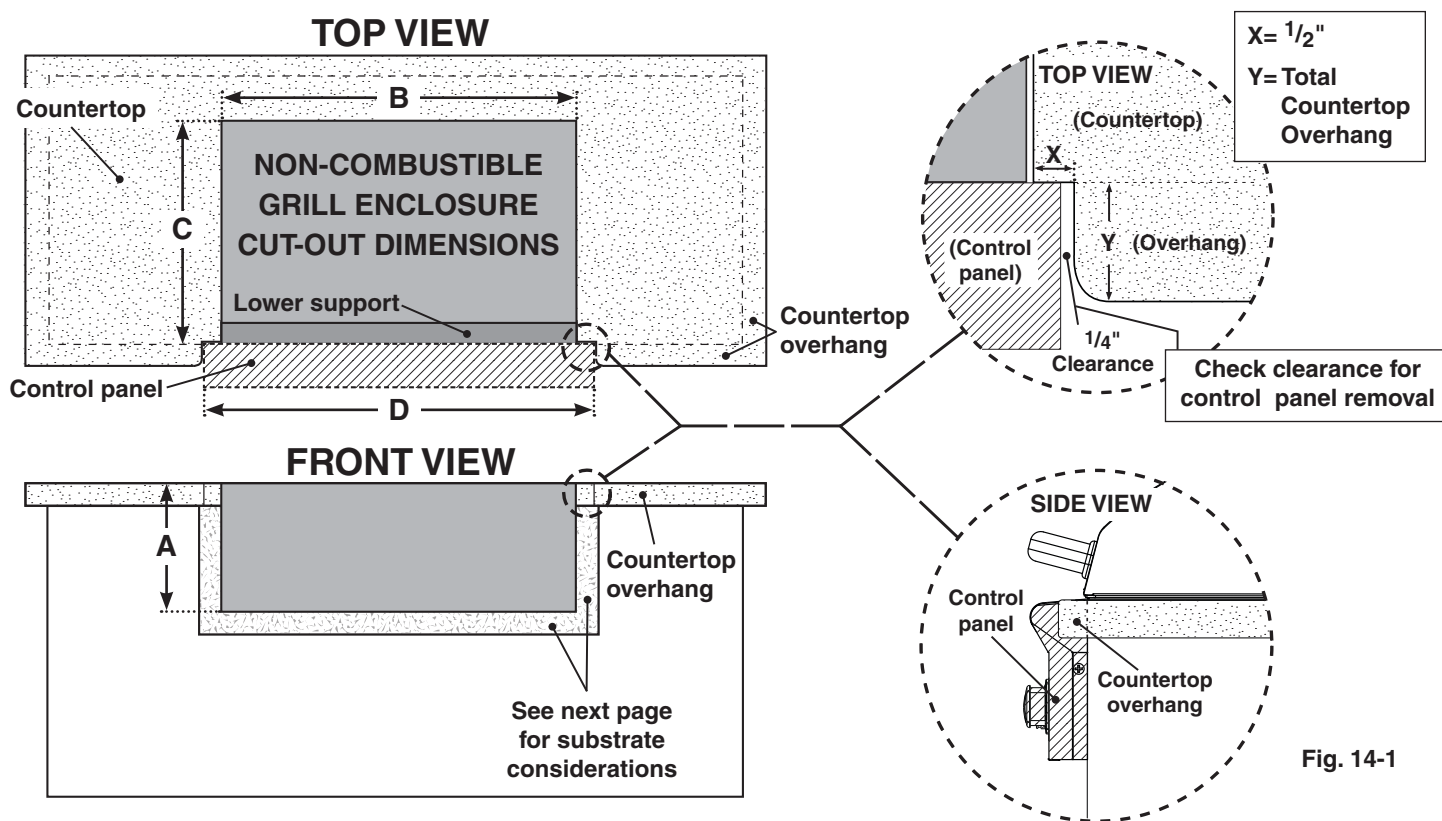 TOP VIEW
B
Countertop
NON-COMBUSTIBLE
GRILL ENCLOSURE
CUT-OUT DIMENSIONS
C
Lower support
Countertop
overhang
Control panel
D
X= 1/2"
Y= Total
Countertop
Overhang
TOP VIEW
(Countertop)
X
(Control
panel)
Y (Overhang)
1/4"
Clearance
Check clearance for
control panel removal
FRONT VIEW
A
Countertop
overhang
See next page
for substrate
considerations
SIDE VIEW
Control
panel
Countertop
overhang
Fig. 14-1